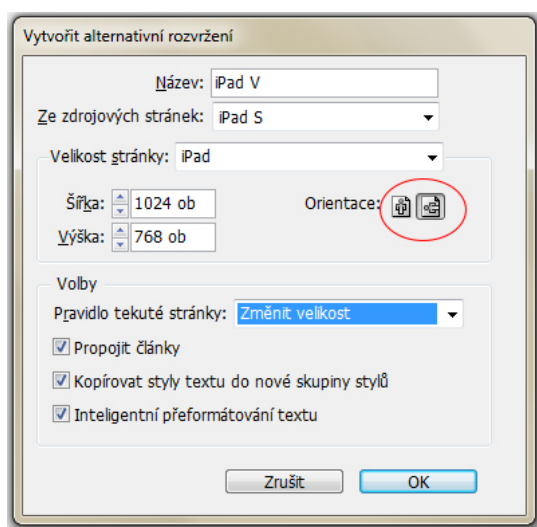 Vytvořit alternativní rozvržení
Název: iPad V
Ze zdrojových stránek: iPad S
Velikost stránky: iPad
Šířka: 1024 ob Orientace:
Výška: 768 ob
Volby
Pravidlo tekuté stránky: Změnit velikost
Propojit články
Kopírovat styly textu do nové skupiny stylů
Inteligentní přeformátování textu
Zrušit OK